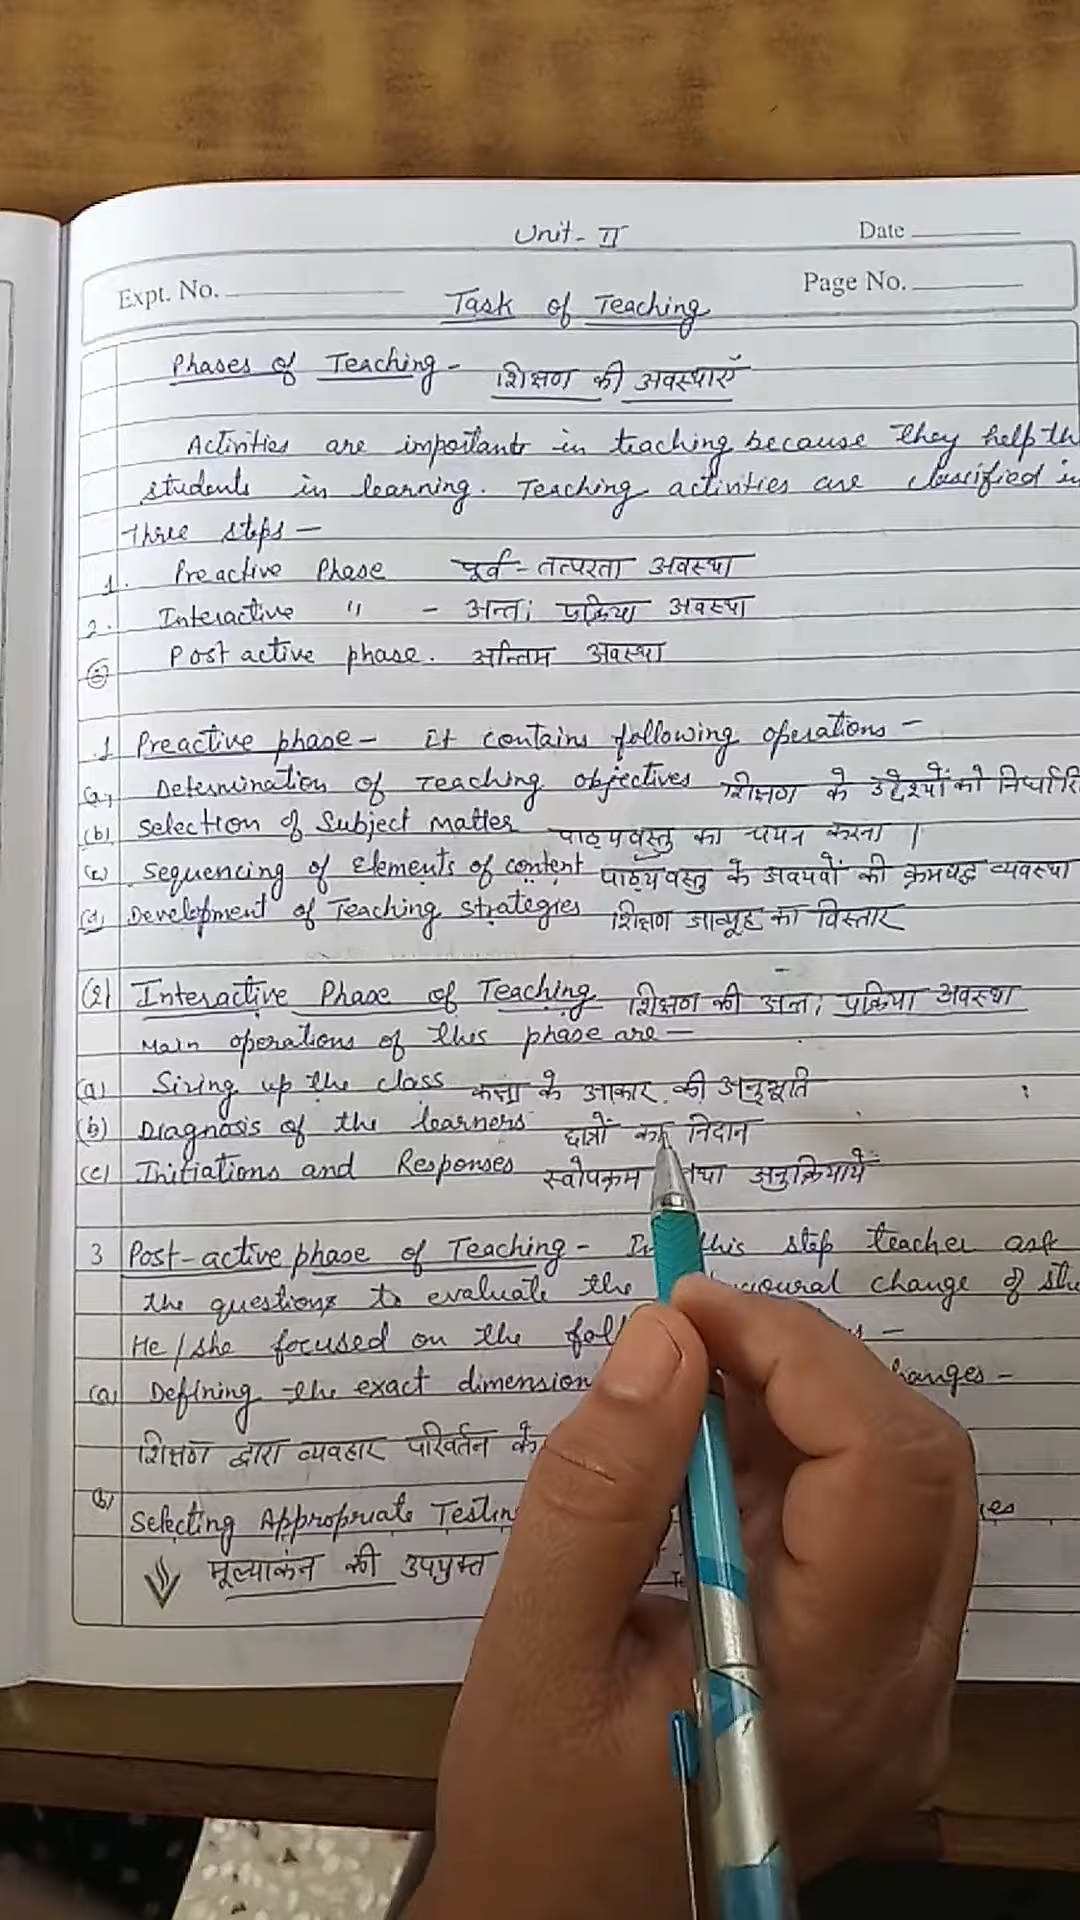 Unit - II
Date
Expt. No.
Page No.
Task of Teaching
Phases of Teaching - शिक्षण की अवस्थाएँ
Activities are important in teaching because they help
students in learning. Teaching activities are classified in
three steps -
1. Preactive Phase पूर्व - तत्परता अवस्था
2. Interactive " - अन्त: प्रक्रिया अवस्था
3 Post active phase. अन्तिम अवस्था
1 Preactive phase - It contains following operations -
(a) Determination of Teaching objectives शिक्षण के उद्देश्यों को
(b) Selection of Subject Matter पाठ्यवस्तु का चयन करना ।
(c) Sequencing of Elements of content पाठ्यवस्तु के अवयवों की क्रमबद्ध व्यवस्था
(d) Development of Teaching strategies शिक्षण का विस्तार
(2) Interactive Phase of Teaching शिक्षण की अन्त: प्रक्रिया अवस्था
Main operations of this phase are -
(a) Sizing up the class कक्षा के आकार की अनुभूति
(b) Diagnosis of the learners छात्रों का निदान
(c) Initiations and Responses स्वोपक्रम तथा अनुक्रियायें
3 Post-active phase of Teaching - In this step teacher ask
the questions to evaluate the change of
He/she focused on the
(a) Defining the exact dimension
शिक्षण द्वारा व्यवहार परिवर्तन के
(b) Selecting Appropriate
मूल्याकंन की उपयुक्त